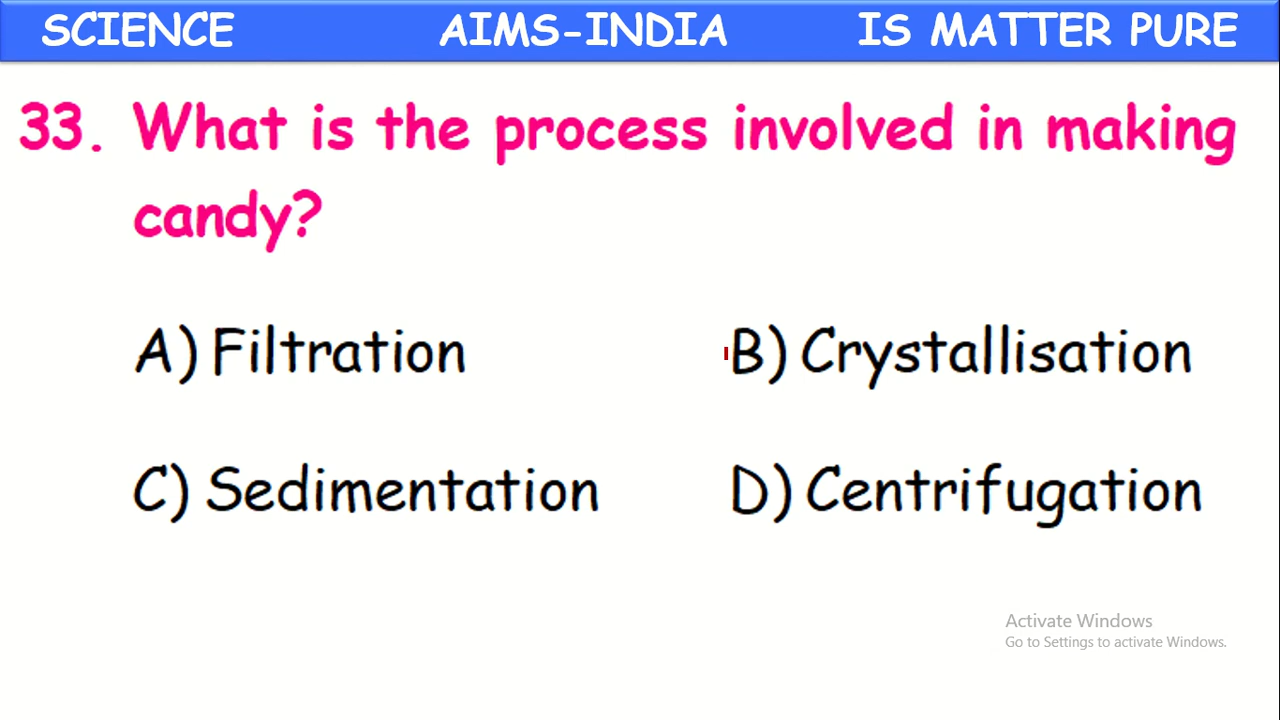 SCIENCE AIMS-INDIA IS MATTER PURE
33. What is the process involved in making
candy?
A) Filtration B) Crystallisation
C) Sedimentation D) Centrifugation
Activate Windows
Go to Settings to activate Windows.